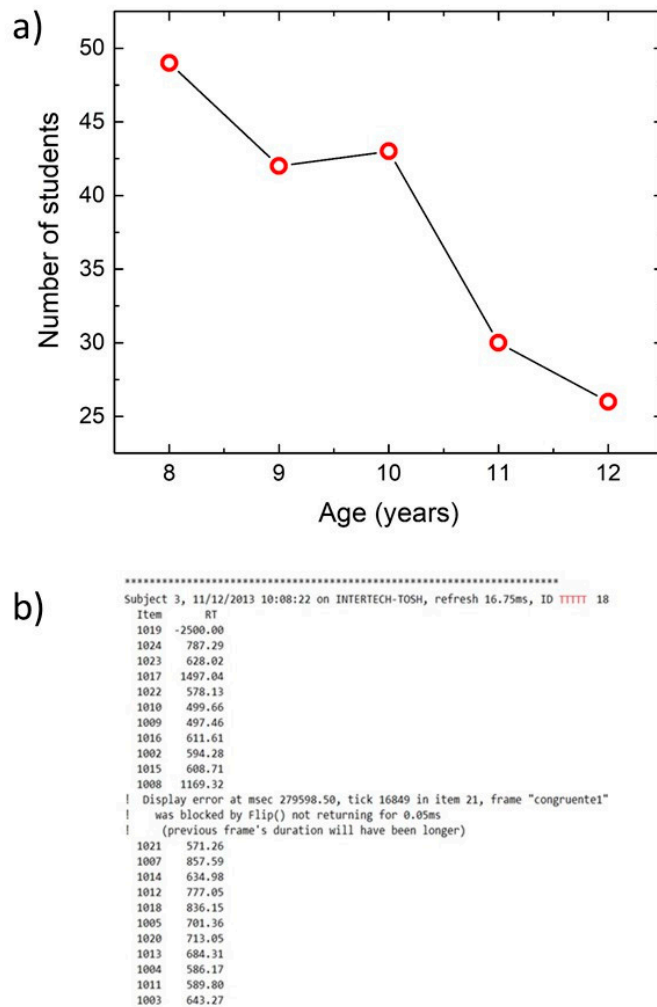 a)
50
45
40
35
30
25
Number of students
8 9 10 11 12
Age (years)
b)
***********************************************************************
Subject 3, 11/12/2013 10:08:22 on INTERTECH-TOSH, refresh 16.75ms, ID TTTTT 18
Item RT
1019 -2500.00
1024 787.29
1023 628.02
1017 1497.04
1022 578.13
1010 499.66
1009 497.46
1016 611.61
1002 594.28
1015 608.71
1008 1169.32
! Display error at msec 279598.50, tick 16849 in item 21, frame "congruente1"
! was blocked by Flip() not returning for 0.05ms
! (previous frame's duration will have been longer)
1021 571.26
1007 857.59
1014 634.98
1012 777.05
1018 836.15
1005 701.36
1020 713.05
1013 684.31
1004 586.17
1011 589.80
1003 643.27